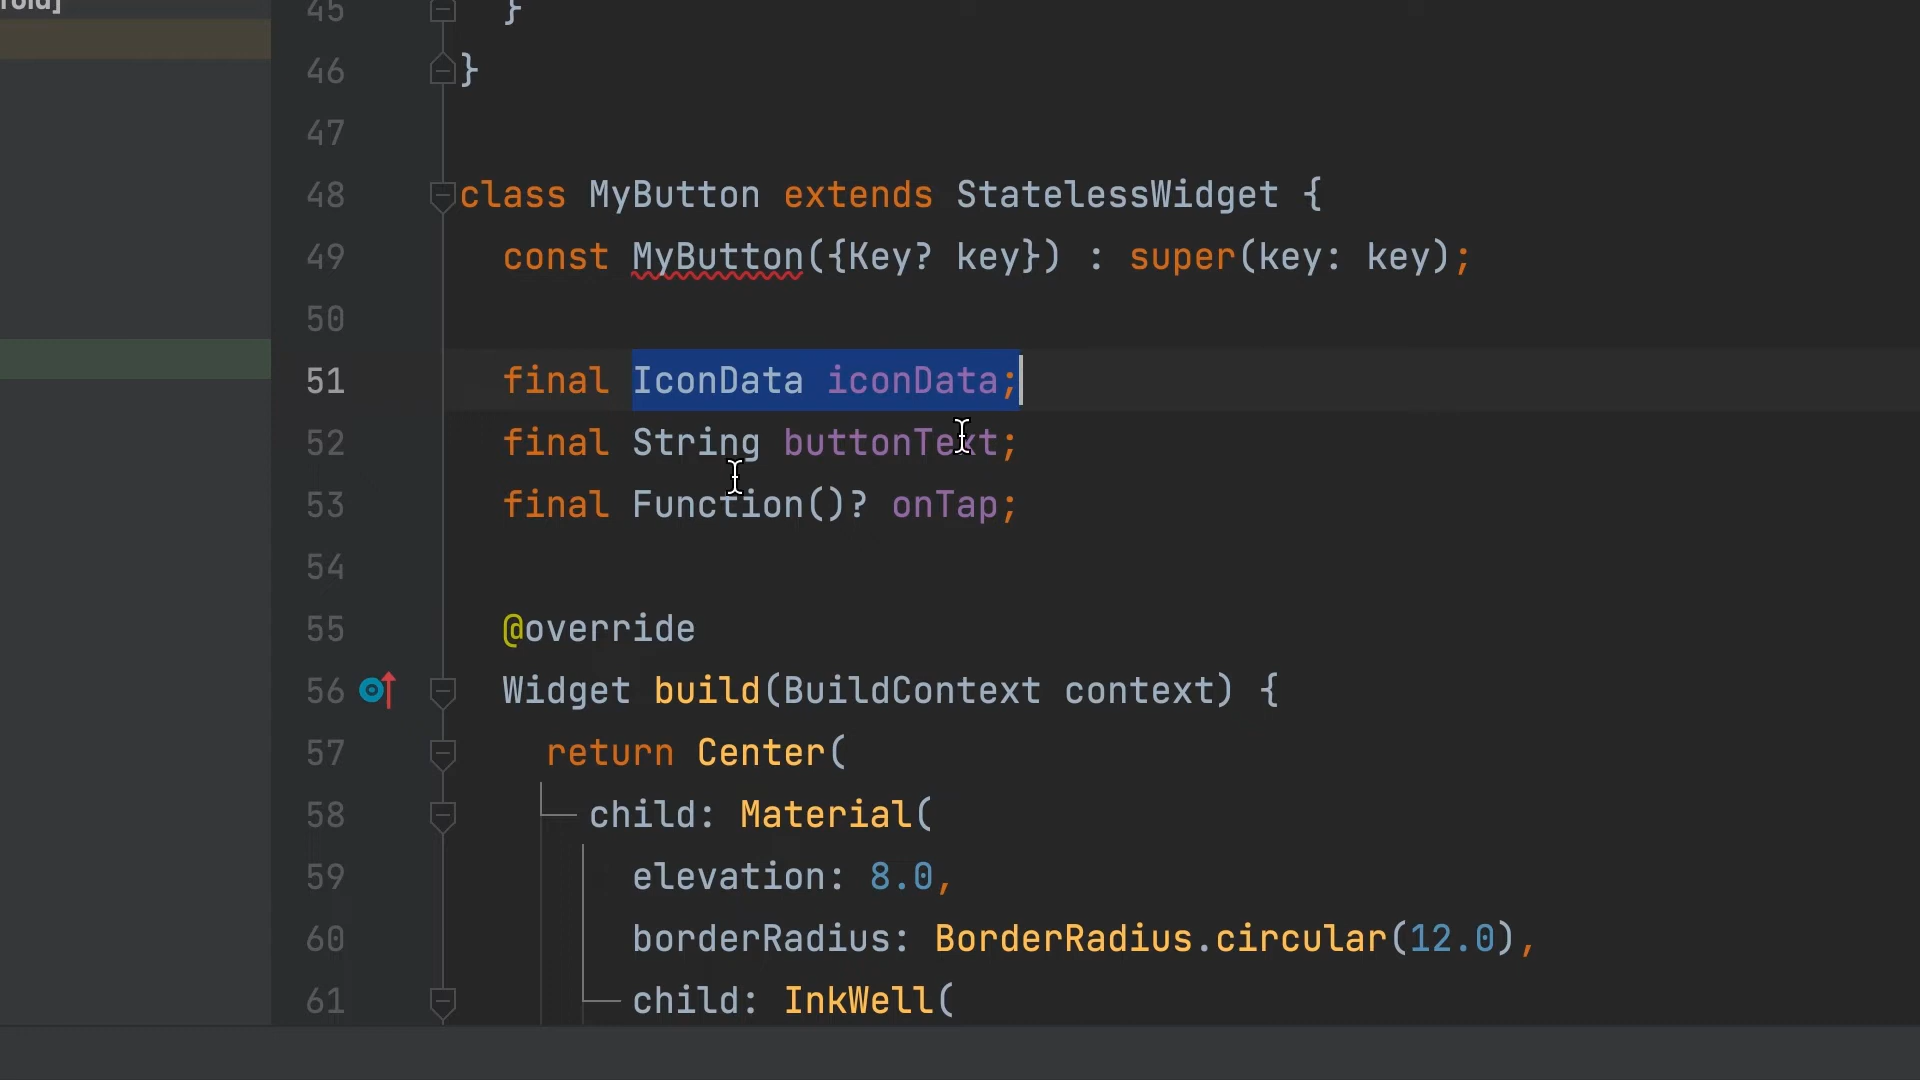 45 }
46 }
47
48 class MyButton extends StatelessWidget {
49 const MyButton({Key? key}) : super(key: key);
50
51 final IconData iconData;
52 final String buttonText;
53 final Function()? onTap;
54
55 @override
56 Widget build(BuildContext context) {
57 return Center(
58 child: Material(
59 elevation: 8.0,
60 borderRadius: BorderRadius.circular(12.0),
61 child: InkWell(